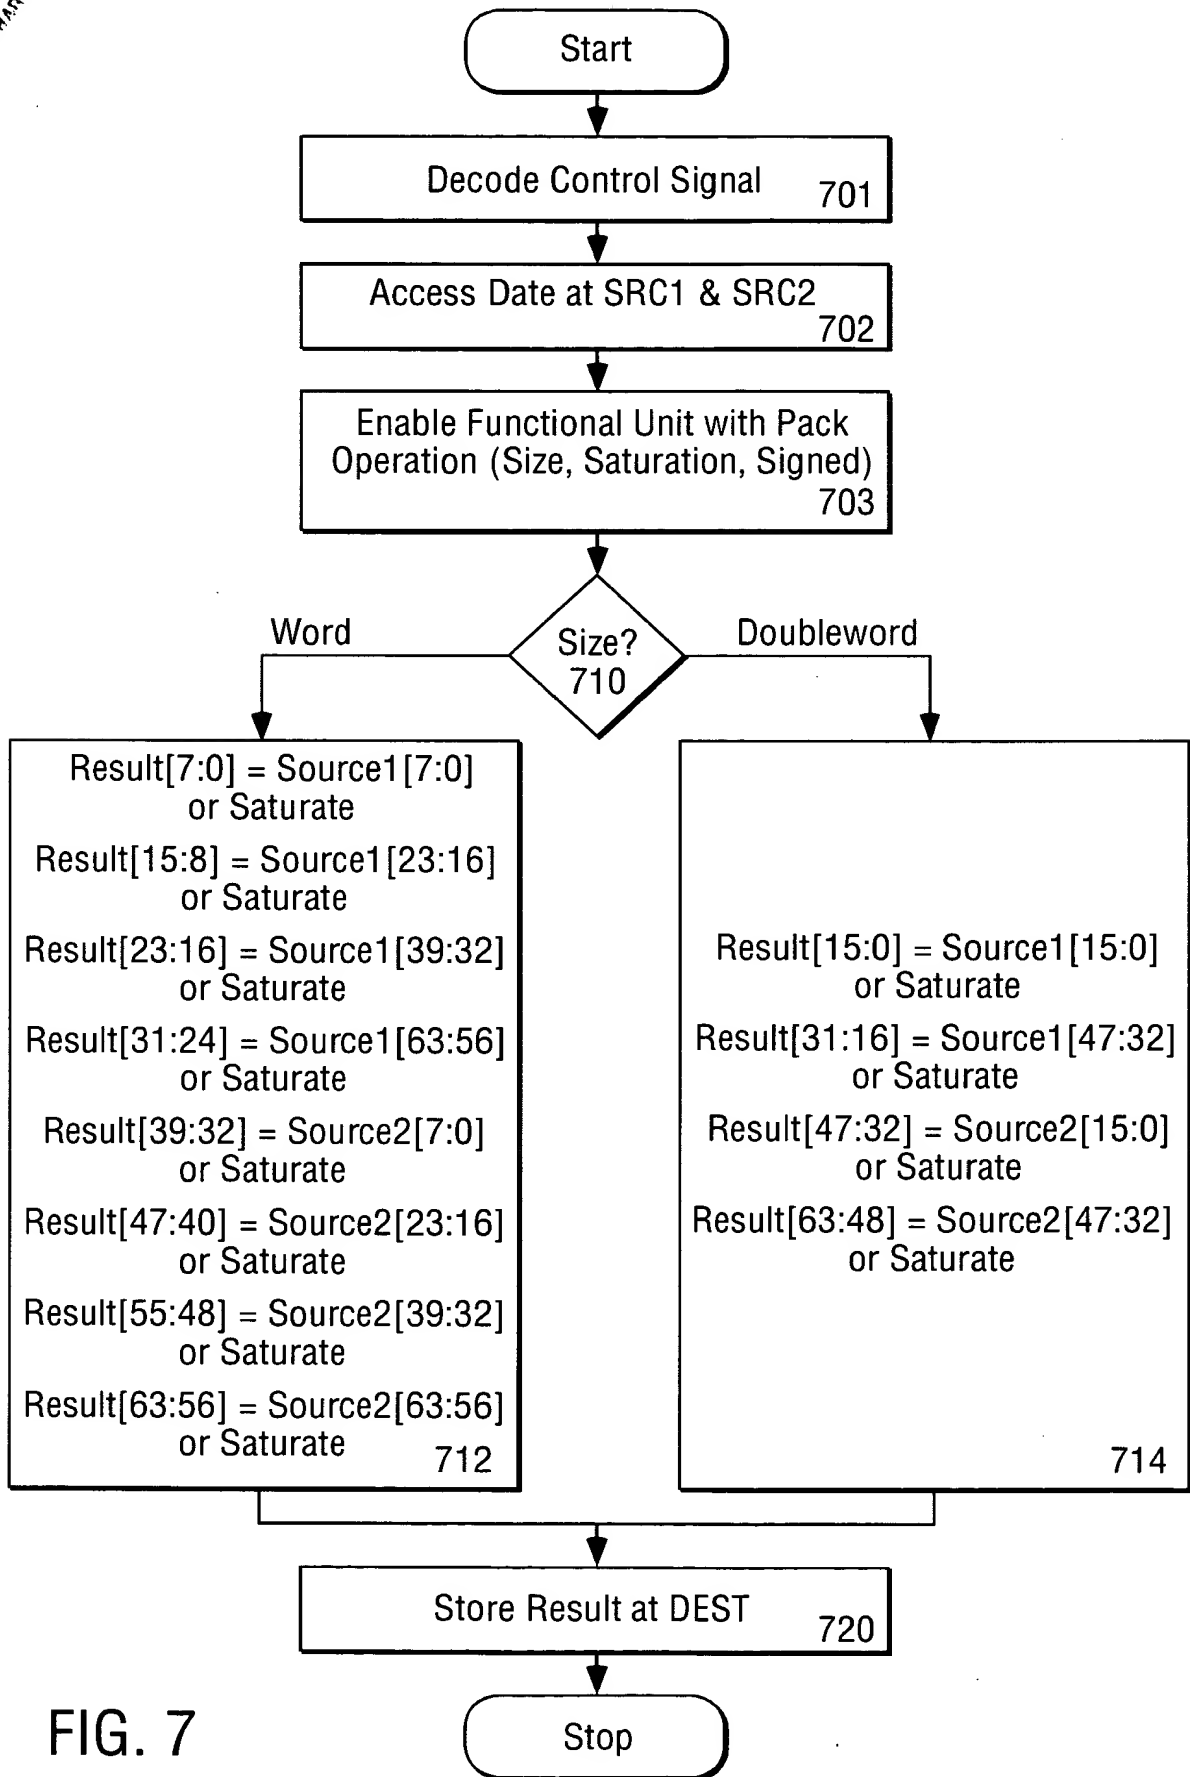 Start
Decode Control Signal
701
Access Date at SRC1 & SRC2
702
Enable Functional Unit with Pack
Operation (Size, Saturation, Signed)
703
Size?
710
Word
Doubleword
Result[7:0] = Source1[7:0]
or Saturate
Result[15:8] = Source1[23:16]
or Saturate
Result[23:16] = Source1[39:32]
or Saturate
Result[31:24] = Source1[63:56]
or Saturate
Result[39:32] = Source2[7:0]
or Saturate
Result[47:40] = Source2[23:16]
or Saturate
Result[55:48] = Source2[39:32]
or Saturate
Result[63:56] = Source2[63:56]
or Saturate
712
Result[15:0] = Source1[15:0]
or Saturate
Result[31:16] = Source1[47:32]
or Saturate
Result[47:32] = Source2[15:0]
or Saturate
Result[63:48] = Source2[47:32]
or Saturate
714
Store Result at DEST
720
Stop
FIG. 7